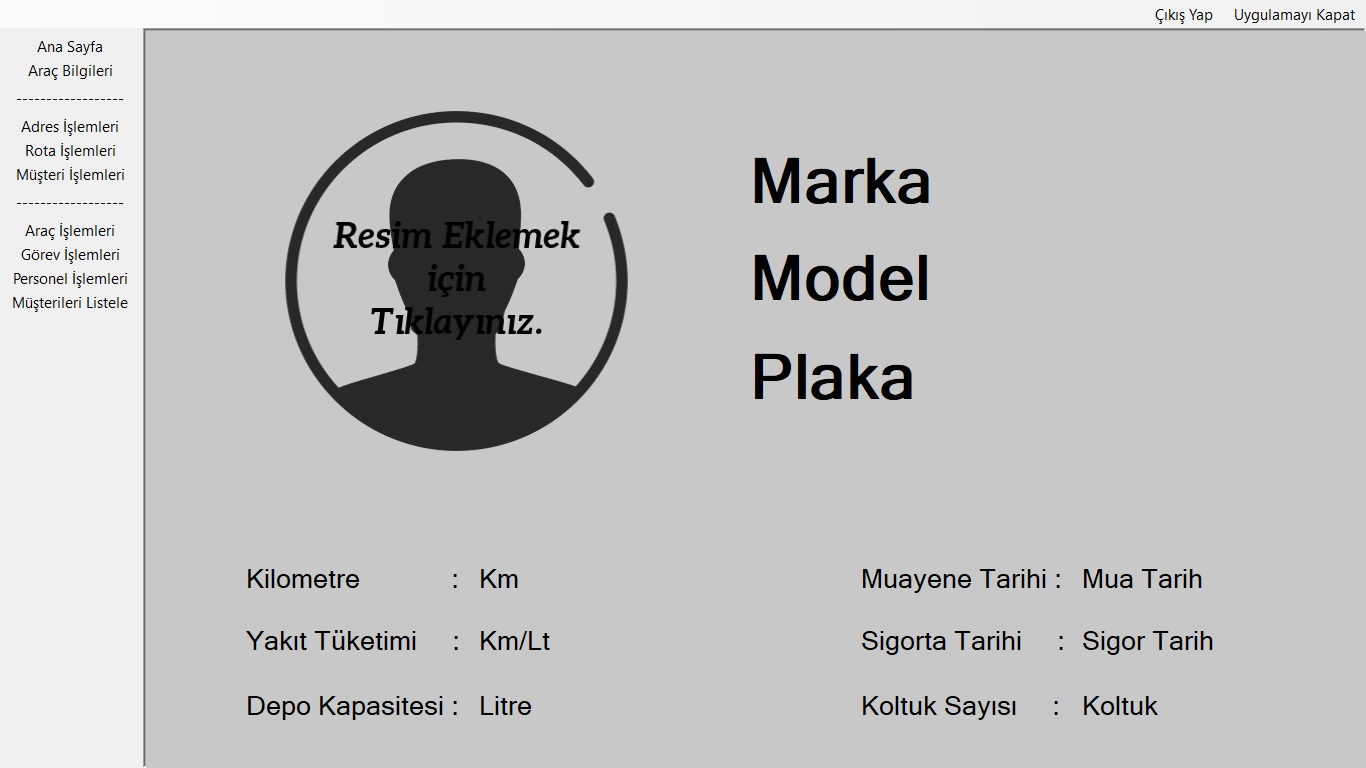 Çıkış Yap Uygulamayı Kapat
Ana Sayfa
Araç Bilgileri
------------------
Adres İşlemleri
Rota İşlemleri
Müşteri İşlemleri
------------------
Araç İşlemleri
Görev İşlemleri
Personel İşlemleri
Müşterileri Listele
Resim Eklemek
için
Tıklayınız.
Marka
Model
Plaka
Kilometre : Km
Yakıt Tüketimi : Km/Lt
Depo Kapasitesi : Litre
Muayene Tarihi : Mua Tarih
Sigorta Tarihi : Sigor Tarih
Koltuk Sayısı : Koltuk